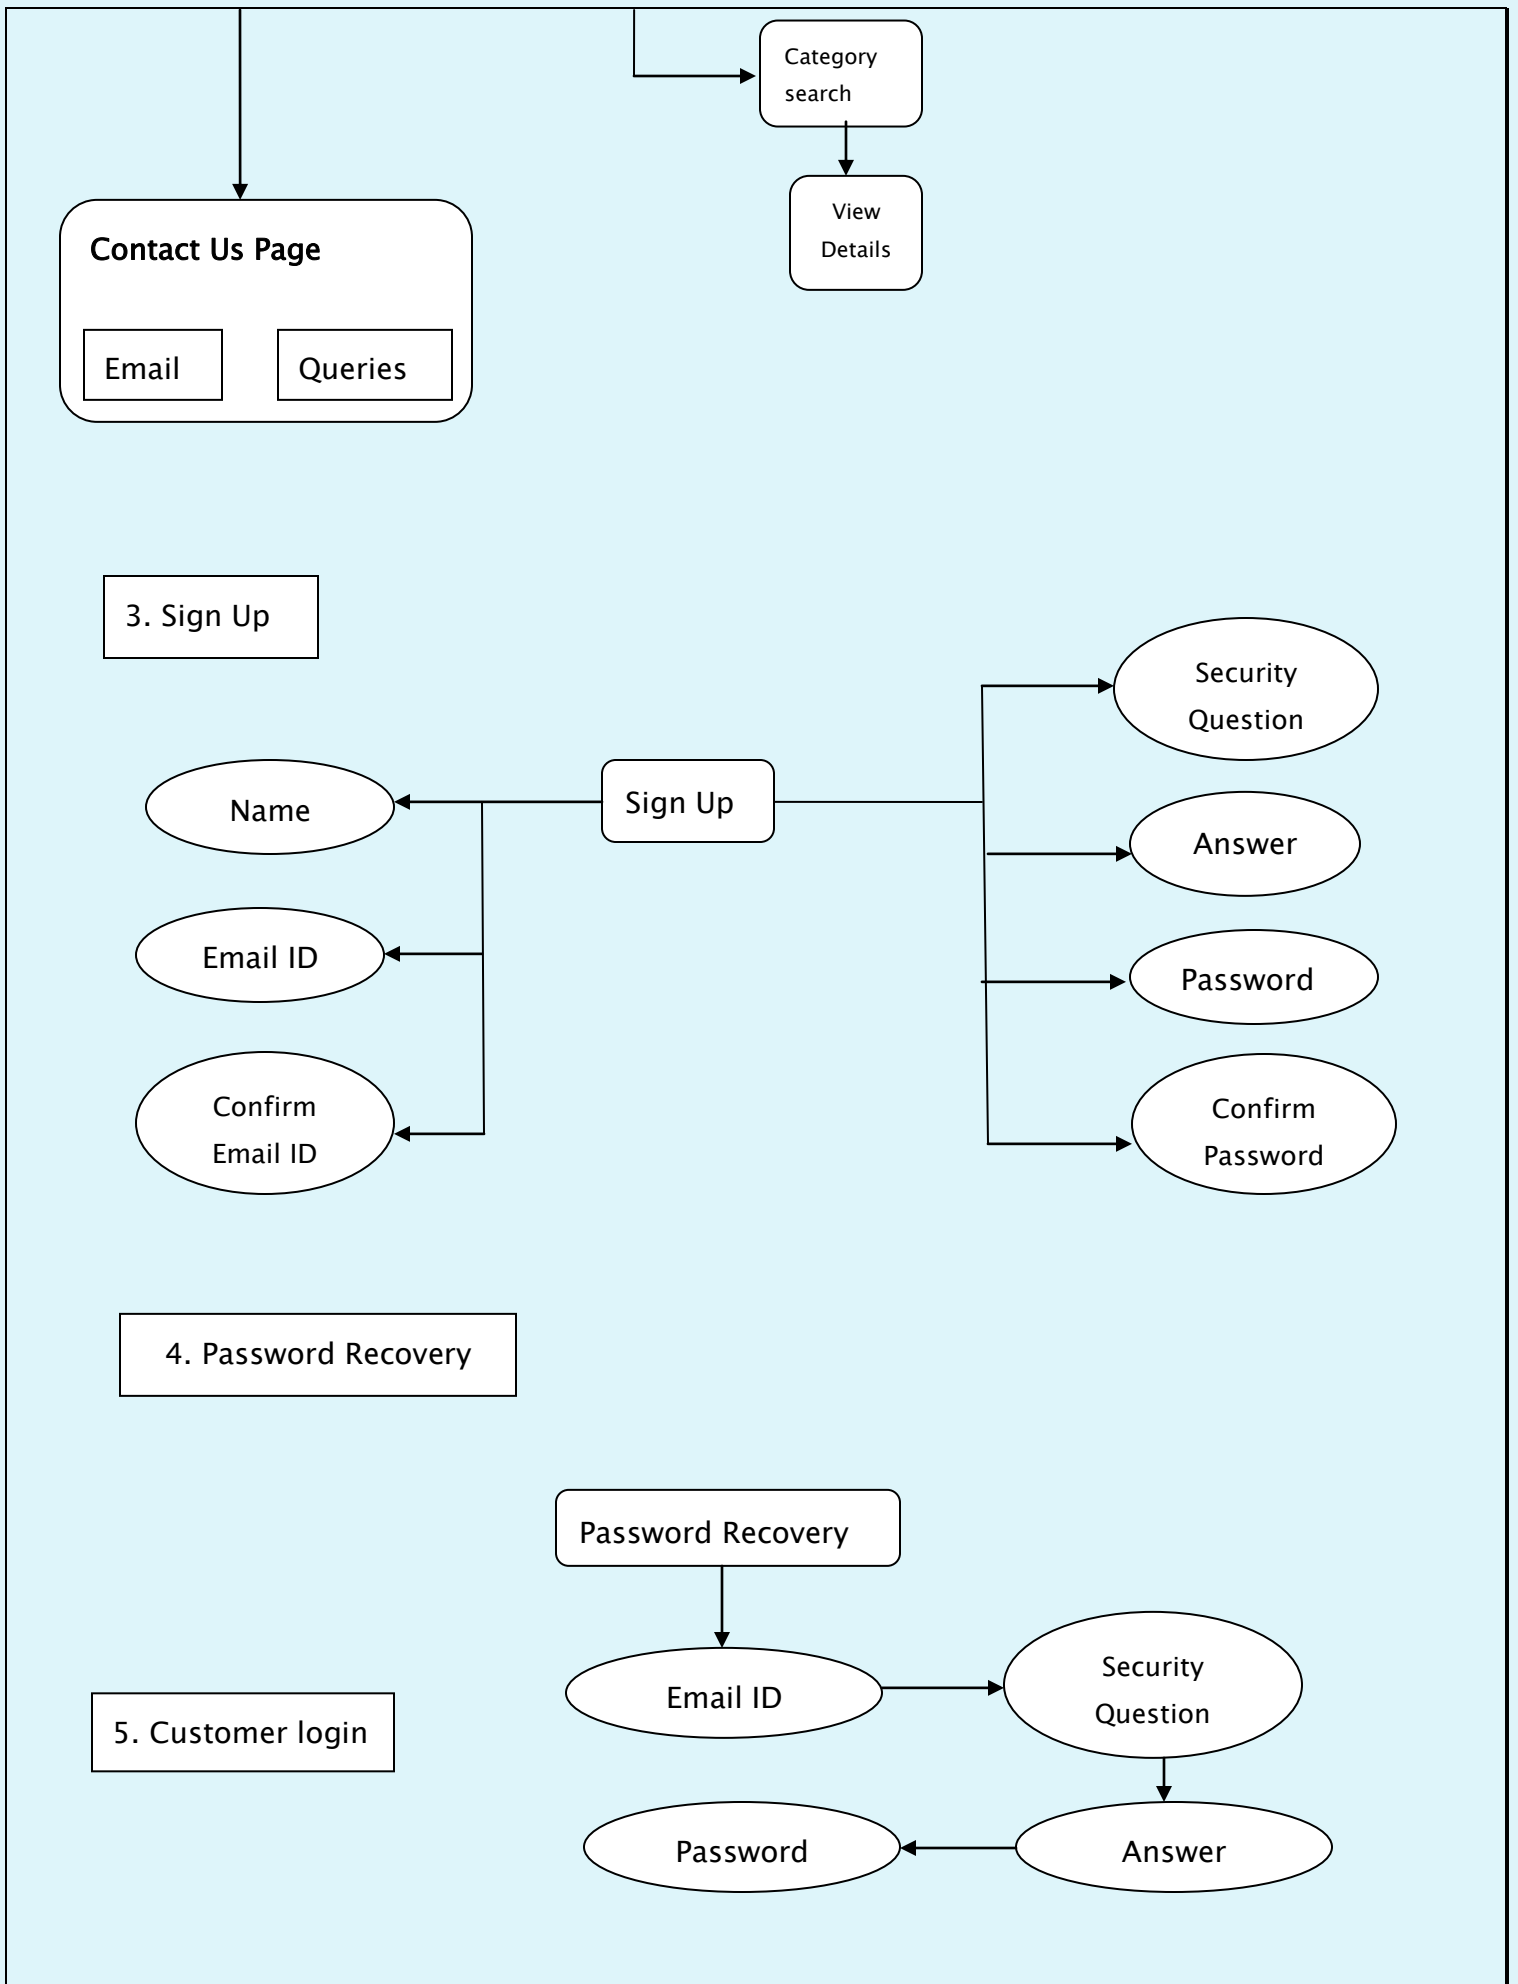 Category
search
View
Details
Contact Us Page
Email
Queries
3. Sign Up
Security
Question
Name
Sign Up
Answer
Email ID
Password
Confirm
Email ID
Confirm
Password
4. Password Recovery
Password Recovery
Email ID
Security
Question
5. Customer login
Password
Answer